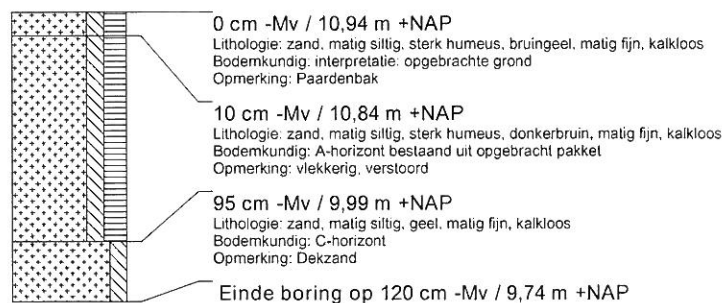 0 cm -Mv / 10,94 m +NAP
Lithologie: zand, matig siltig, sterk humeus, bruingeel, matig fijn, kalkloos
Bodemkundig: interpretatie: opgebrachte grond
Opmerking: Paardenbak
10 cm -Mv / 10,84 m +NAP
Lithologie: zand, matig siltig, sterk humeus, donkerbruin, matig fijn, kalkloos
Bodemkundig: A-horizont bestaand uit opgebracht pakket
Opmerking: vlekkerig, verstoord
95 cm -Mv / 9,99 m +NAP
Lithologie: zand, matig siltig, geel, matig fijn, kalkloos
Bodemkundig: C-horizont
Opmerking: Dekzand
Einde boring op 120 cm -Mv / 9,74 m +NAP